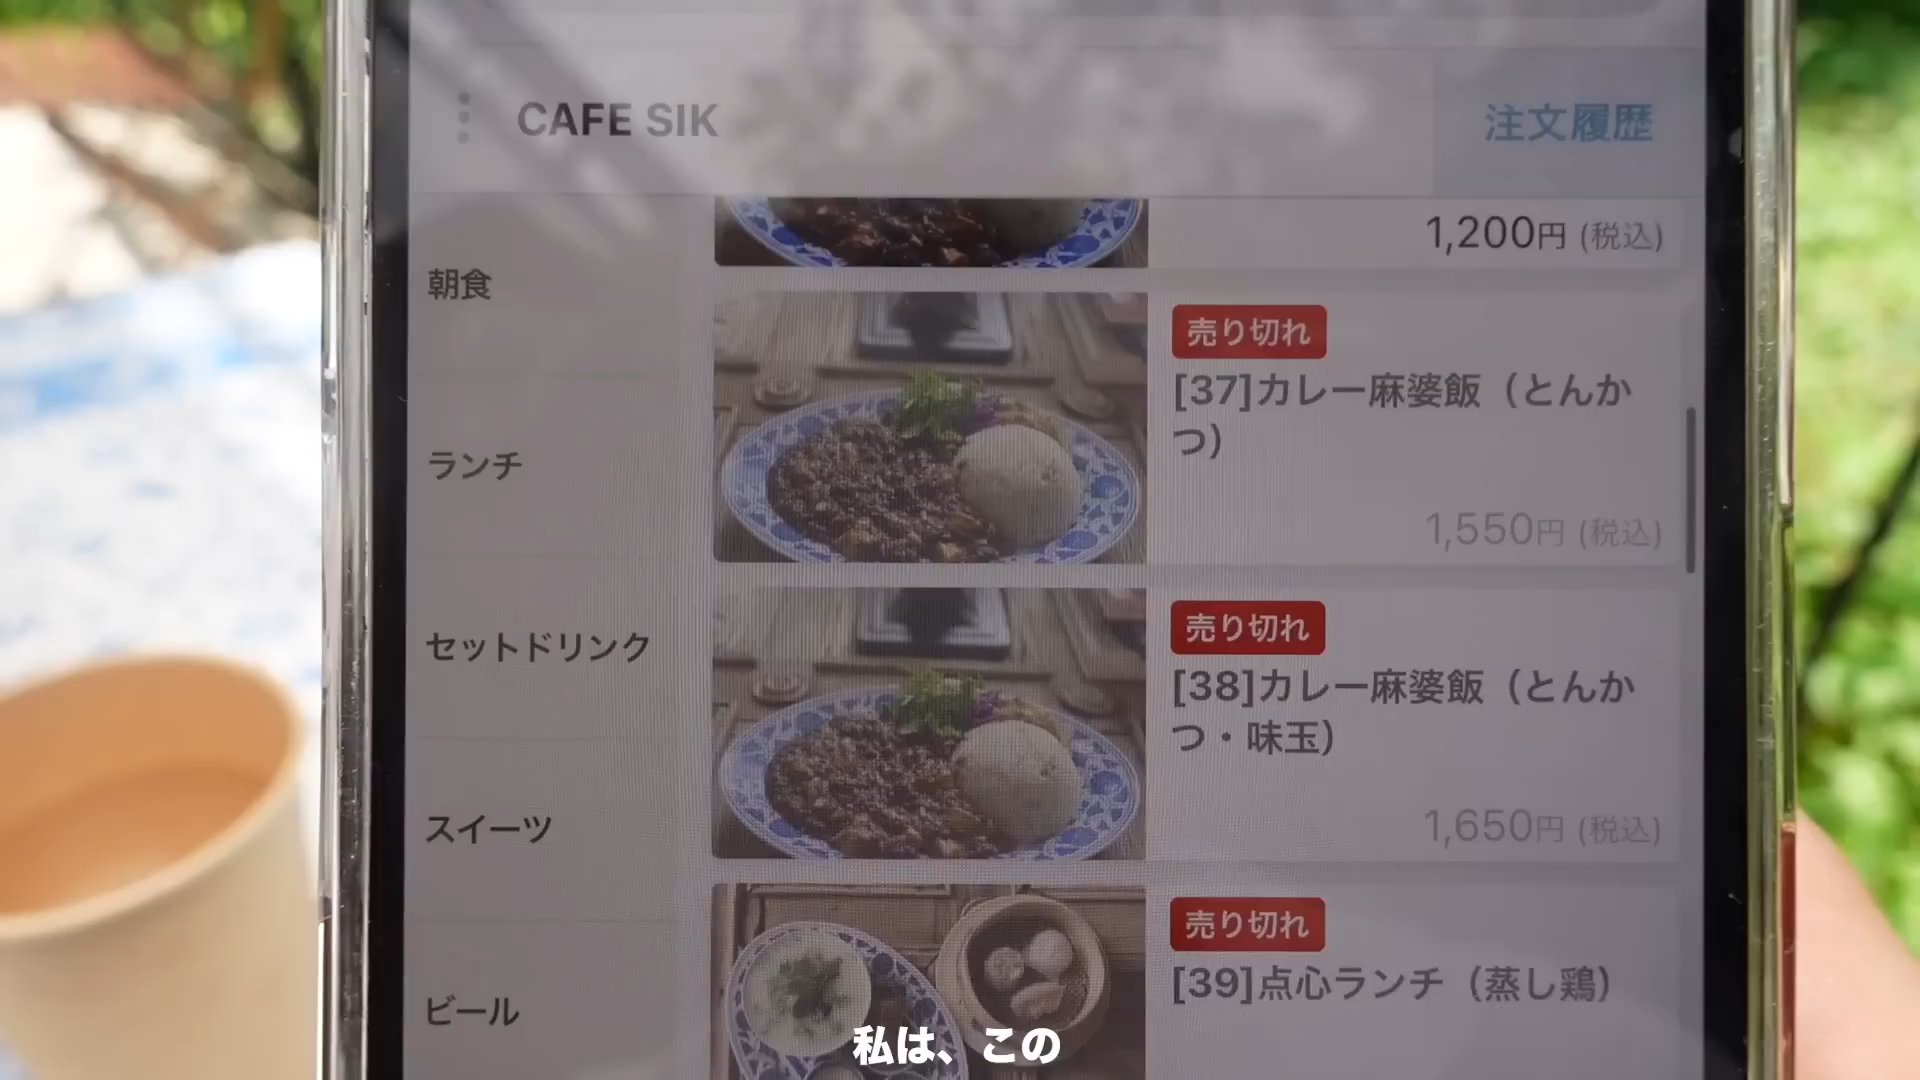 CAFE SIK
注文履歴
朝食
ランチ
セットドリンク
スイーツ
ビール
1,200円 (税込)
売り切れ
[37]カレー麻婆飯（とんか
つ）
1,550円 (税込)
売り切れ
[38]カレー麻婆飯（とんか
つ・味玉）
1,650円 (税込)
売り切れ
[39]点心ランチ（蒸し鶏）
私は、この